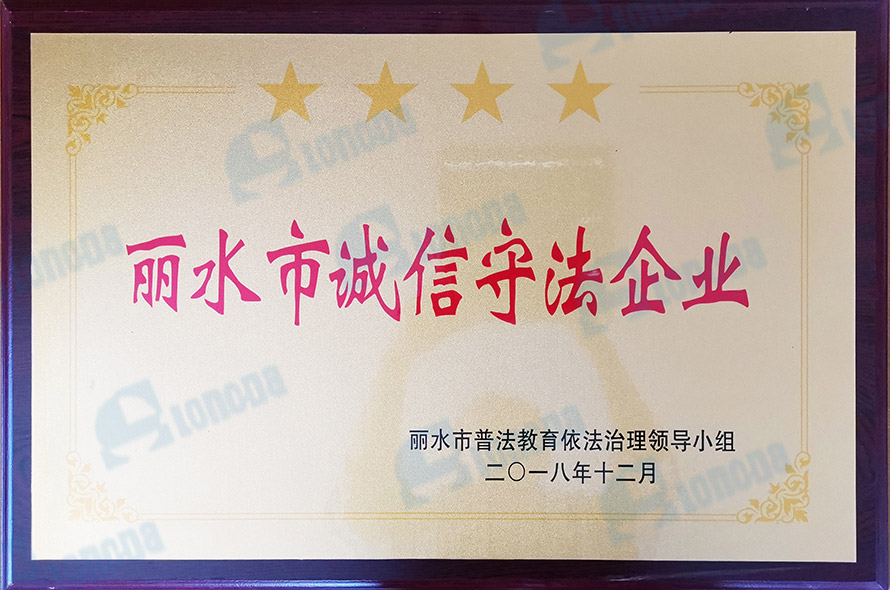 丽水市诚信守法企业
丽水市普法教育依法治理领导小组
二〇一八年十二月